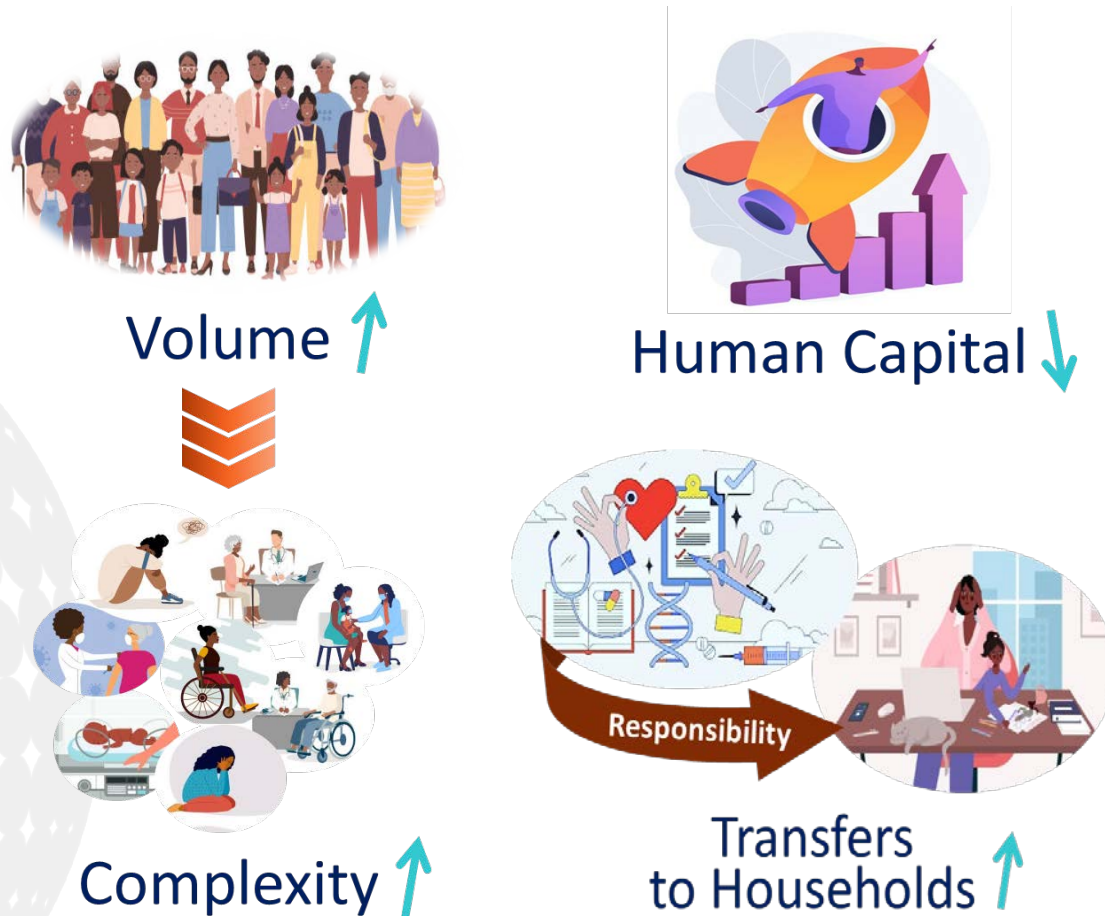 Volume
Human Capital
Responsibility
Complexity
Transfers
to Households